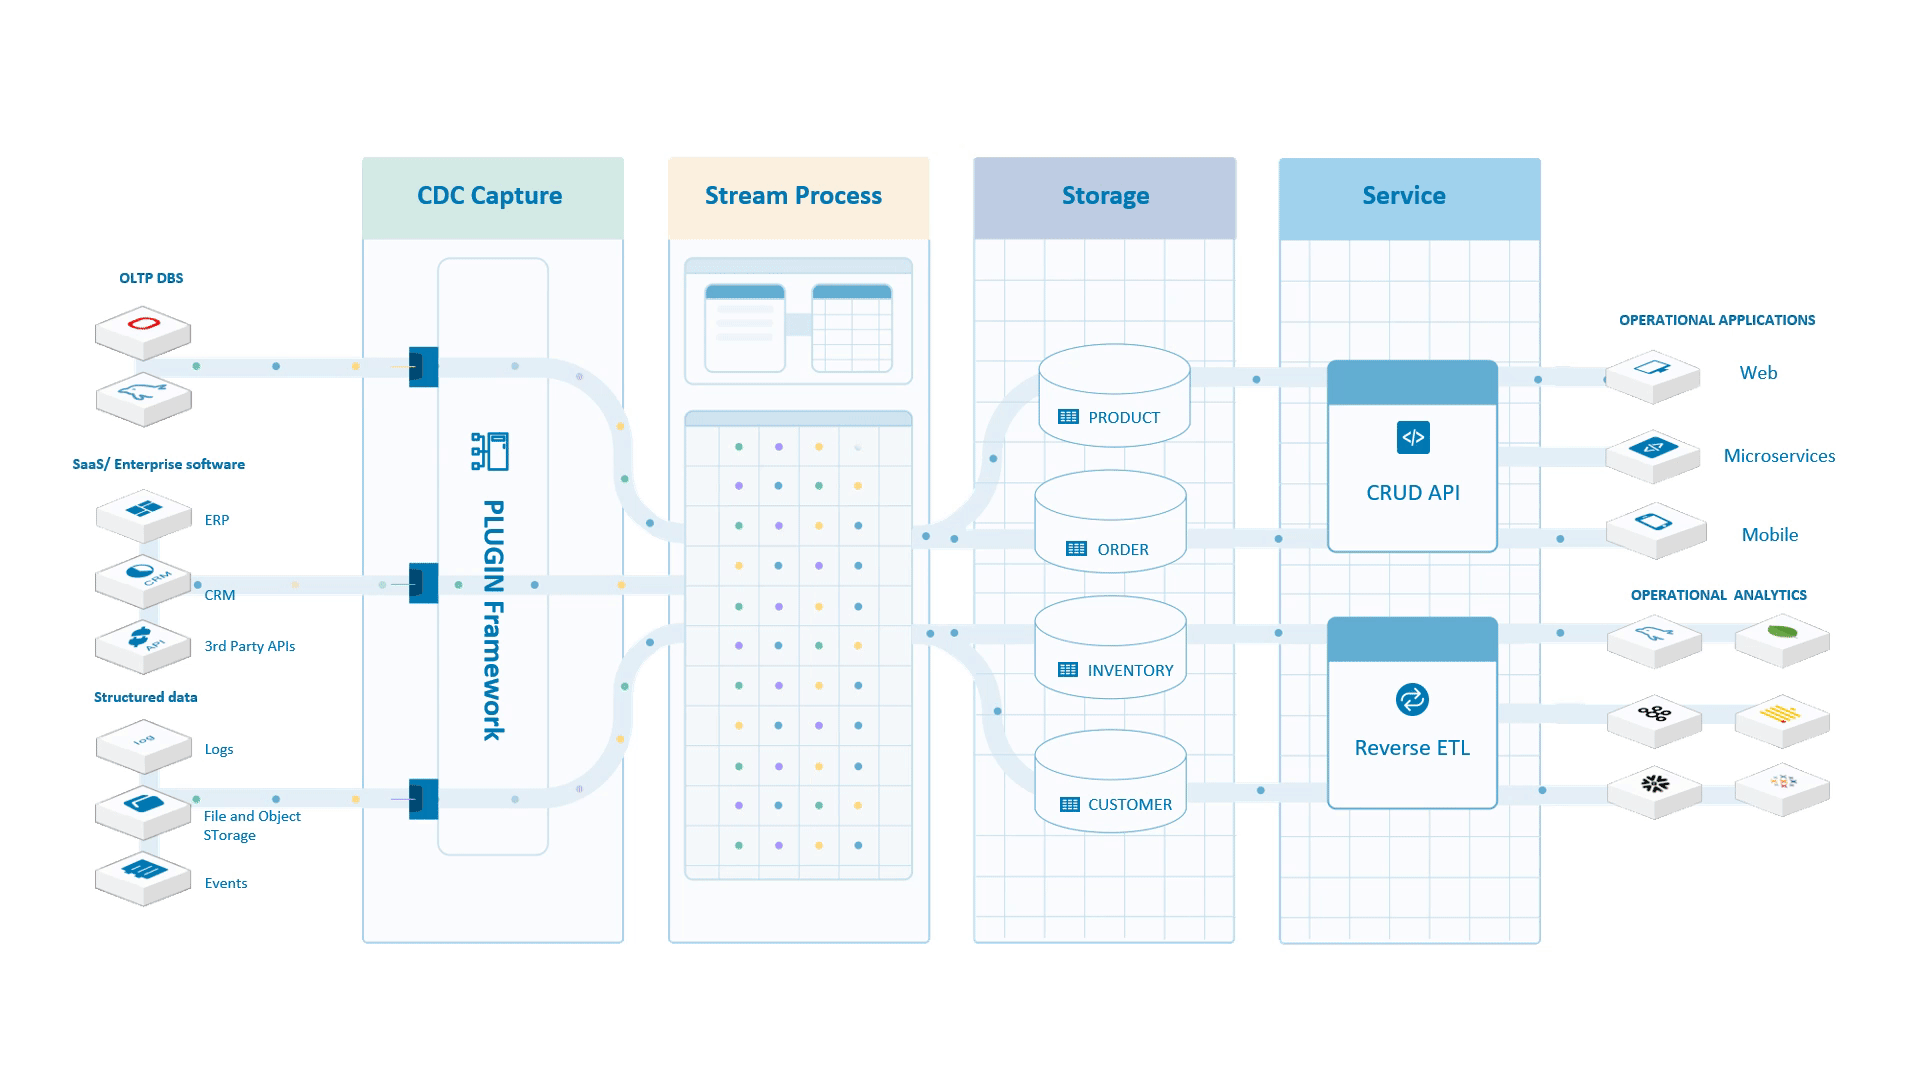 CDC Capture
Stream Process
Storage
Service
OLTP DBS
SaaS/ Enterprise software
ERP
CRM
CRM
API
3rd Party APIs
Structured data
log
Logs
File and Object
STorage
Events
PLUGIN Framework
PRODUCT
ORDER
INVENTORY
CUSTOMER
CRUD API
Reverse ETL
OPERATIONAL APPLICATIONS
Web
Microservices
Mobile
OPERATIONAL ANALYTICS